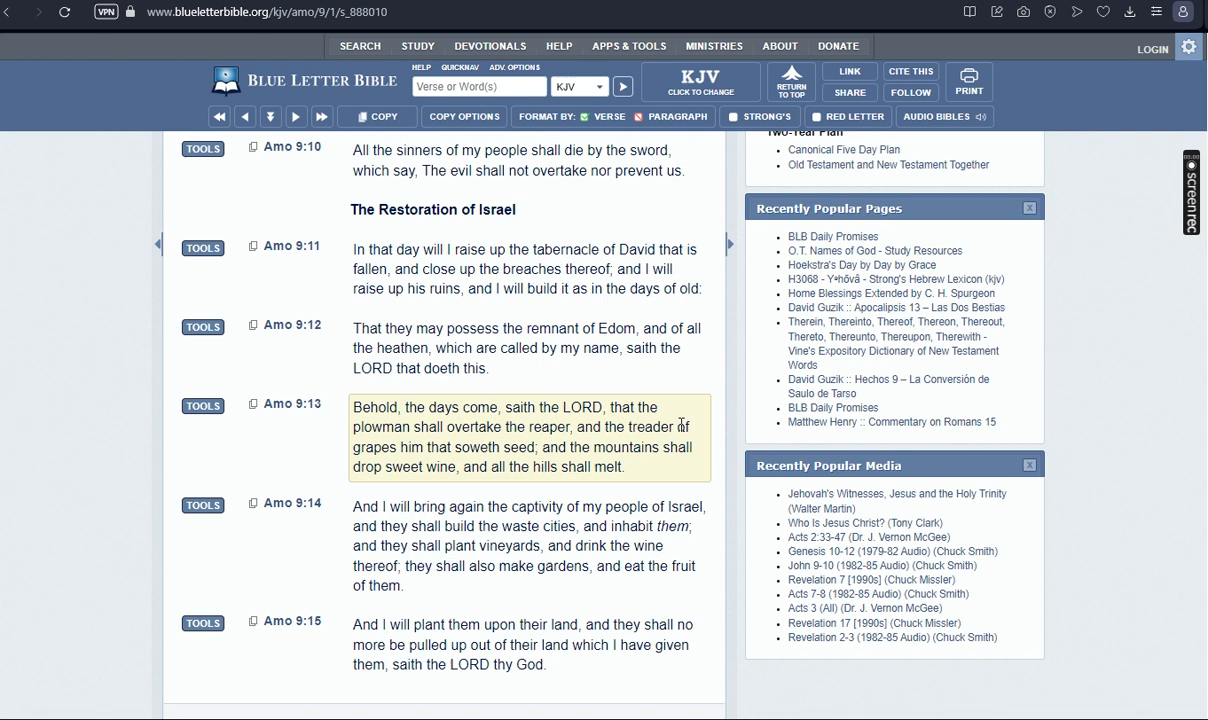 VPN
www.blueletterbible.org/kjv/amo/9/1/s_888010
SEARCH STUDY DEVOTIONALS HELP APPS & TOOLS MINISTRIES ABOUT DONATE
LOGIN
BLUE LETTER BIBLE
HELP QUICKNAV ADV. OPTIONS
Verse or Word(s)
KJV
KJV
CLICK TO CHANGE
RETURN
TO TOP
LINK
CITE THIS
SHARE
FOLLOW
PRINT
COPY
COPY OPTIONS
FORMAT BY: VERSE PARAGRAPH
STRONG'S
RED LETTER
AUDIO BIBLES
TOOLS
Amo 9:10
All the sinners of my people shall die by the sword,
which say, The evil shall not overtake nor prevent us.
The Restoration of Israel
TOOLS
Amo 9:11
In that day will I raise up the tabernacle of David that is
fallen, and close up the breaches thereof; and I will
raise up his ruins, and I will build it as in the days of old:
TOOLS
Amo 9:12
That they may possess the remnant of Edom, and of all
the heathen, which are called by my name, saith the
LORD that doeth this.
TOOLS
Amo 9:13
Behold, the days come, saith the LORD, that the
plowman shall overtake the reaper, and the treader of
grapes him that soweth seed; and the mountains shall
drop sweet wine, and all the hills shall melt.
TOOLS
Amo 9:14
And I will bring again the captivity of my people of Israel,
and they shall build the waste cities, and inhabit them;
and they shall plant vineyards, and drink the wine
thereof; they shall also make gardens, and eat the fruit
of them.
TOOLS
Amo 9:15
And I will plant them upon their land, and they shall no
more be pulled up out of their land which I have given
them, saith the LORD thy God.
Two-Year Plan
Canonical Five Day Plan
Old Testament and New Testament Together
Recently Popular Pages
x
BLB Daily Promises
O.T. Names of God - Study Resources
Hoekstra's Day by Day by Grace
H3068 - Yᵊhōvâ - Strong's Hebrew Lexicon (kjv)
Home Blessings Extended by C. H. Spurgeon
David Guzik :: Apocalipsis 13 – Las Dos Bestias
Therein, Thereinto, Thereof, Thereon, Thereout,
Thereto, Thereunto, Thereupon, Therewith -
Vine's Expository Dictionary of New Testament
Words
David Guzik :: Hechos 9 – La Conversión de
Saulo de Tarso
BLB Daily Promises
Matthew Henry :: Commentary on Romans 15
Recently Popular Media
x
Jehovah's Witnesses, Jesus and the Holy Trinity
(Walter Martin)
Who Is Jesus Christ? (Tony Clark)
Acts 2:33-47 (Dr. J. Vernon McGee)
Genesis 10-12 (1979-82 Audio) (Chuck Smith)
John 9-10 (1982-85 Audio) (Chuck Smith)
Revelation 7 [1990s] (Chuck Missler)
Acts 7-8 (1982-85 Audio) (Chuck Smith)
Acts 3 (All) (Dr. J. Vernon McGee)
Revelation 17 [1990s] (Chuck Missler)
Revelation 2-3 (1982-85 Audio) (Chuck Smith)
00:00
screenrec